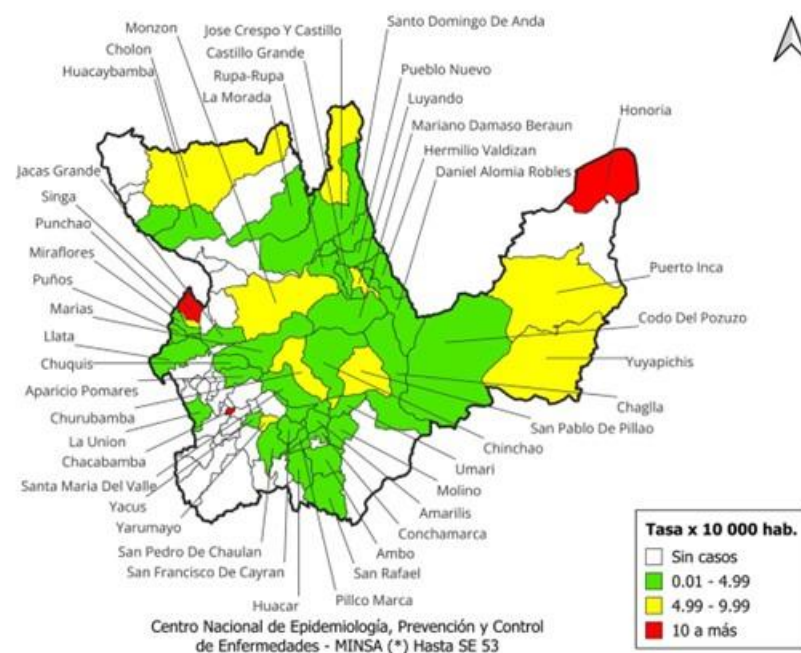 Santo Domingo De Anda
Jose Crespo Y Castillo
Monzon
Castillo Grande
Cholon
Rupa-Rupa
Huacaybamba
Pueblo Nuevo
La Morada
Luyando
Honoria
Mariano Damaso Beraun
Hermilio Valdizan
Jacas Grande
Daniel Alomia Robles
Singa
Punchao
Miraflores
Puerto Inca
Puños
Marias
Codo Del Pozuzo
Llata
Chuquis
Yuyapichis
Aparicio Pomares
Chaglla
Churubamba
San Pablo De Pillao
La Union
Chinchao
Chacabamba
Umari
Santa Maria Del Valle
Molino
Yacus
Amarilis
Yarumayo
Conchamarca
San Pedro De Chaulan
Ambo
San Francisco De Cayran
San Rafael
Huacar
Pillco Marca
Tasa x 10 000 hab.
Sin casos
0.01 - 4.99
4.99 - 9.99
10 a más
Centro Nacional de Epidemiología, Prevención y Control
de Enfermedades - MINSA (*) Hasta SE 53